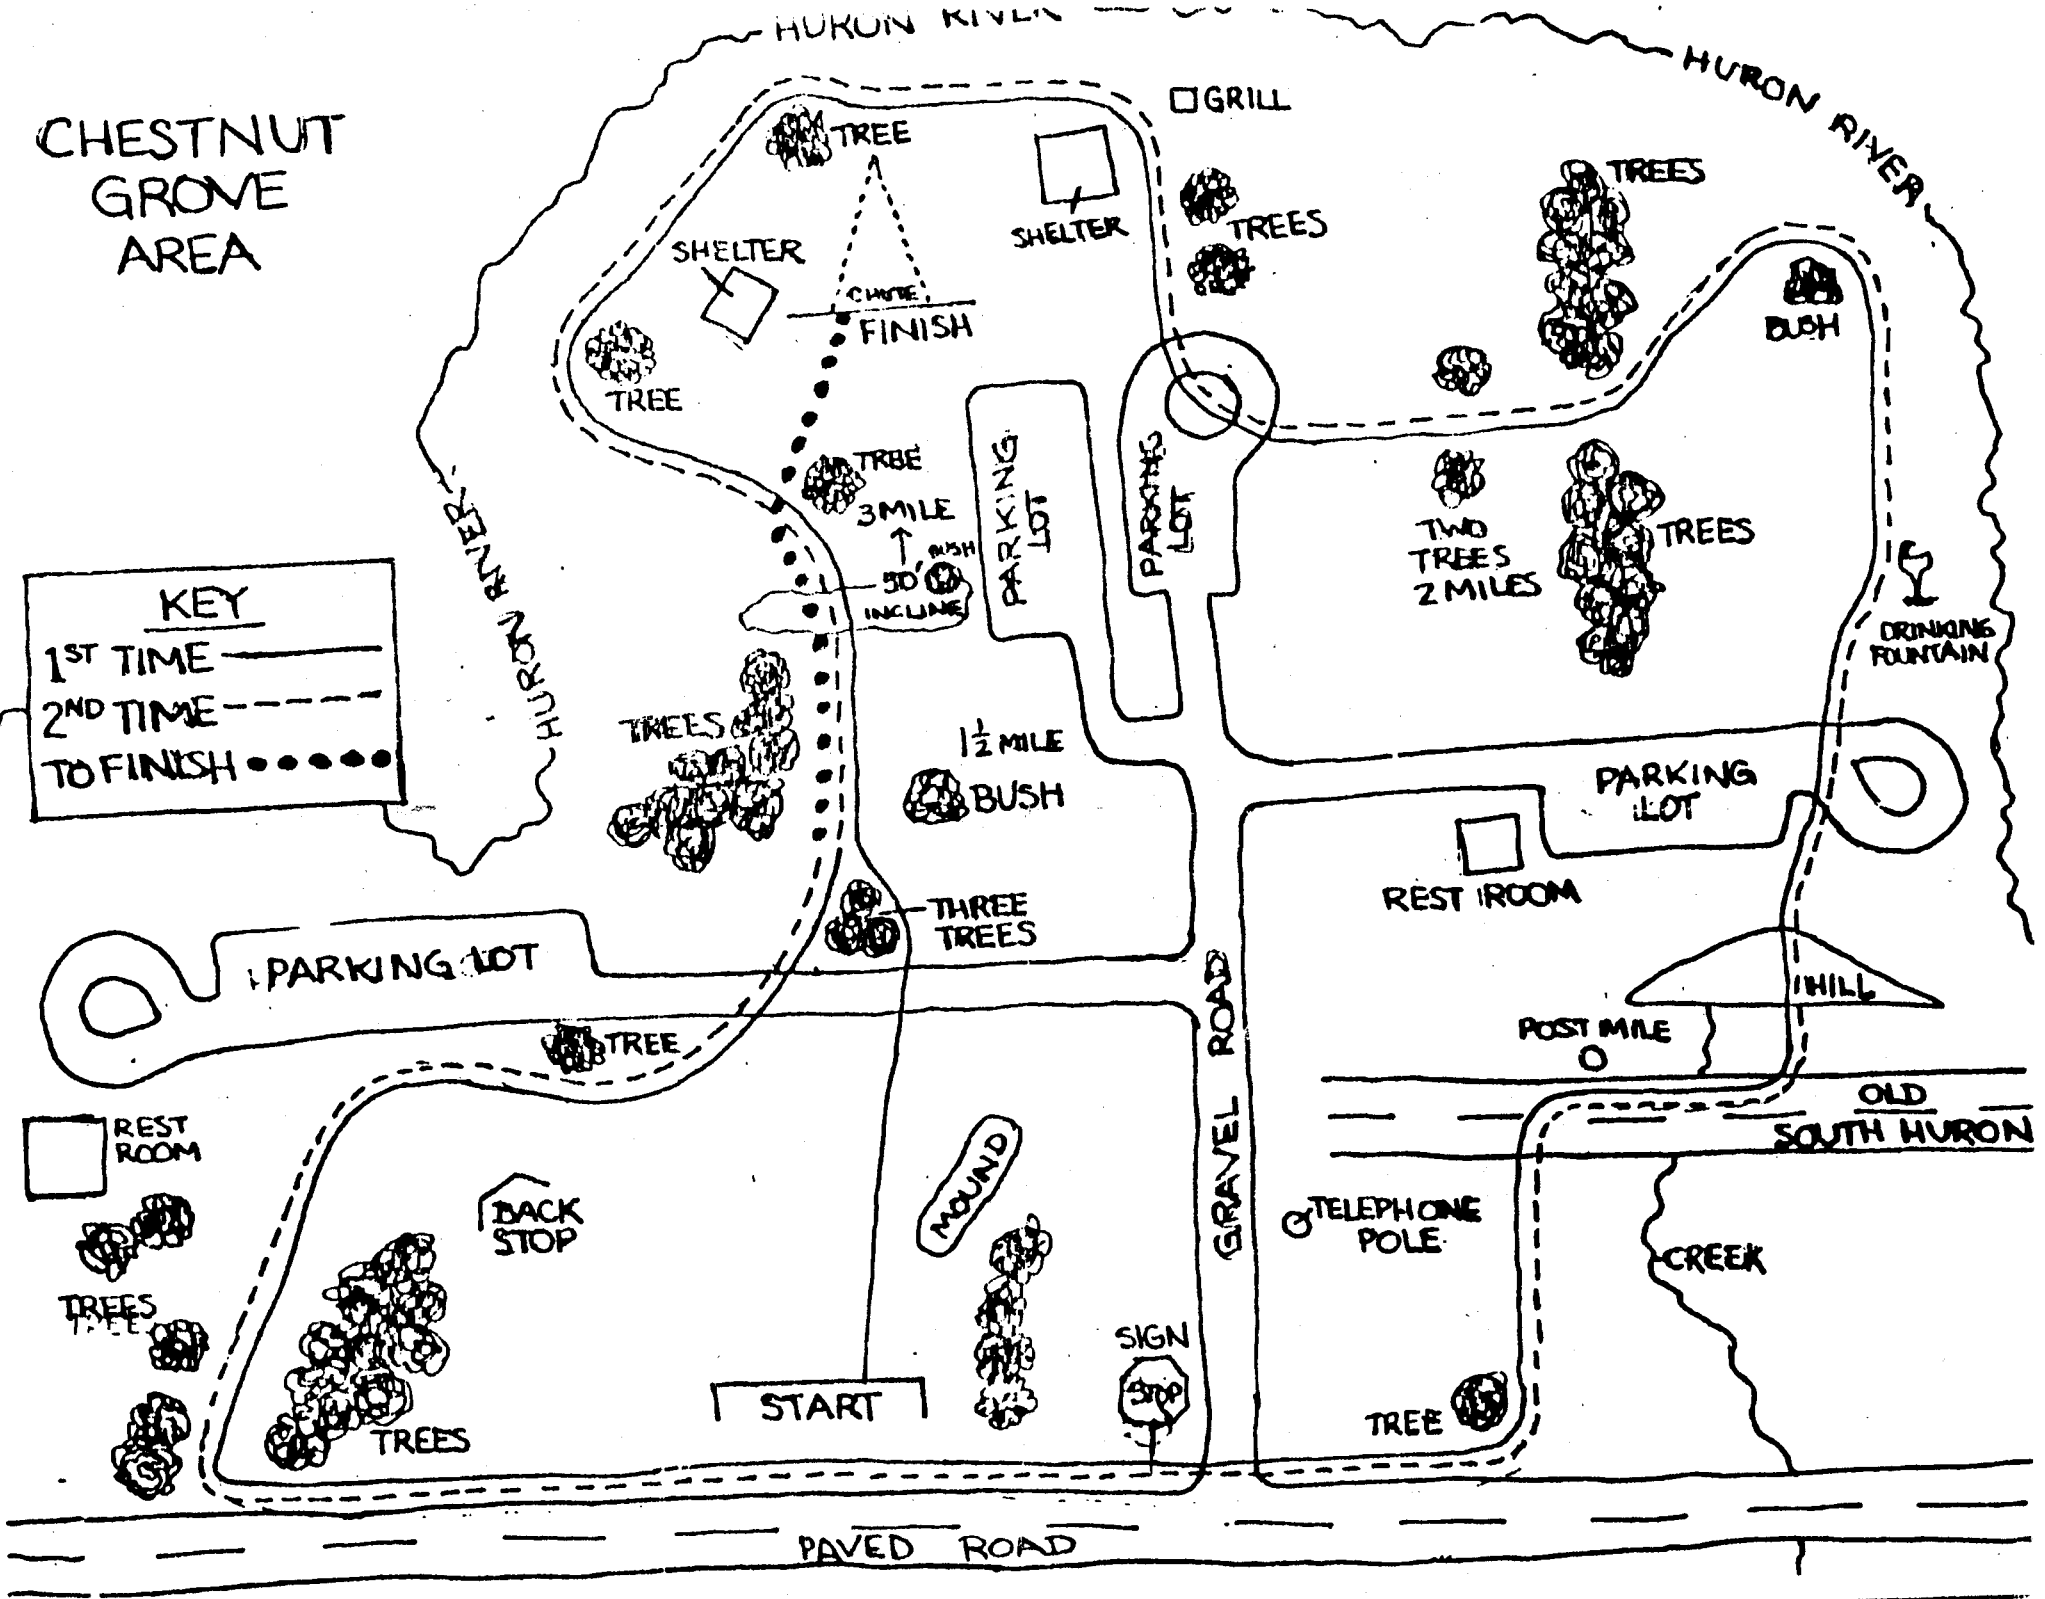 HURON RIVER
HURON RIVER
CHESTNUT
GROVE
AREA
GRILL
TREE
TREES
SHELTER
TREES
SHELTER
CHUTE
FINISH
BUSH
TREE
TREE
3 MILE
BUSH
50'
INCLINE
PARKING
LOT
PARKING
LOT
TWO
TREES
2 MILES
TREES
HURON RIVER
DRINKING
FOUNTAIN
KEY
1ST TIME
2ND TIME
TO FINISH
TREES
1 1/2 MILE
BUSH
PARKING
LOT
REST ROOM
THREE
TREES
PARKING LOT
HILL
TREE
POST MILE
GRAVEL ROAD
OLD
SOUTH HURON
REST
ROOM
MOUND
BACK
STOP
TELEPHONE
POLE
CREEK
TREES
SIGN
STOP
START
TREE
TREES
PAVED ROAD